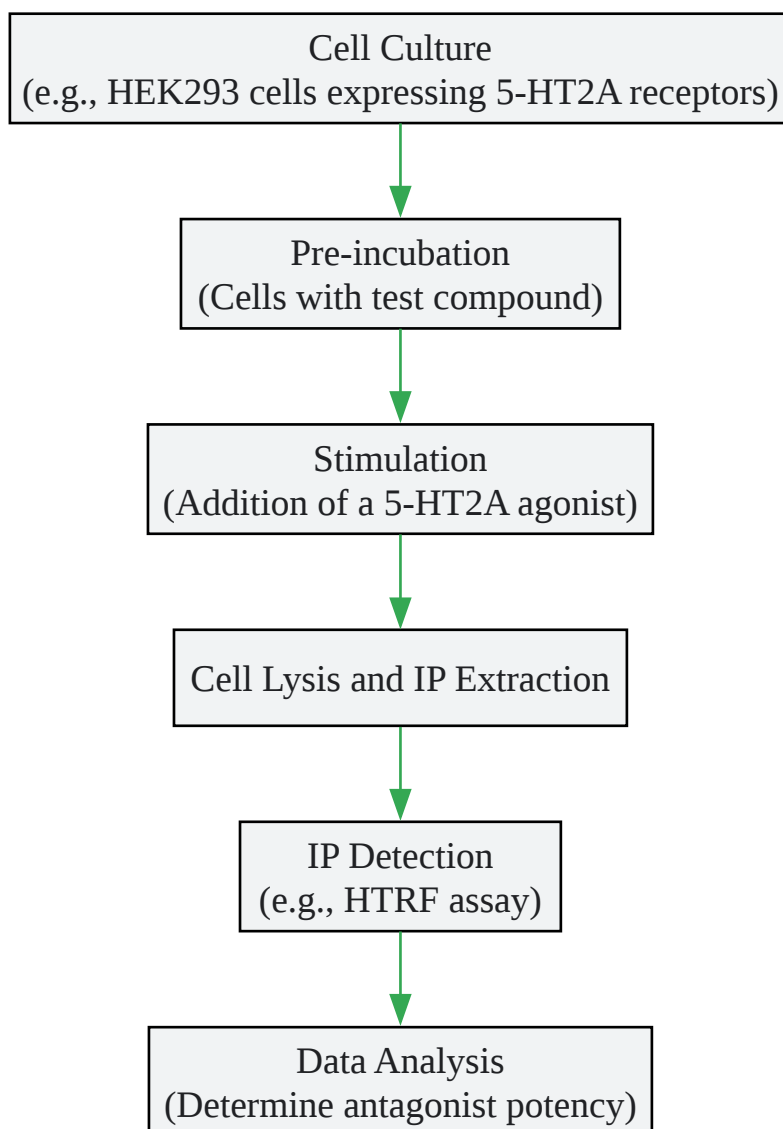 Cell Culture
(e.g., HEK293 cells expressing 5-HT2A receptors)
Pre-incubation
(Cells with test compound)
Stimulation
(Addition of a 5-HT2A agonist)
Cell Lysis and IP Extraction
IP Detection
(e.g., HTRF assay)
Data Analysis
(Determine antagonist potency)